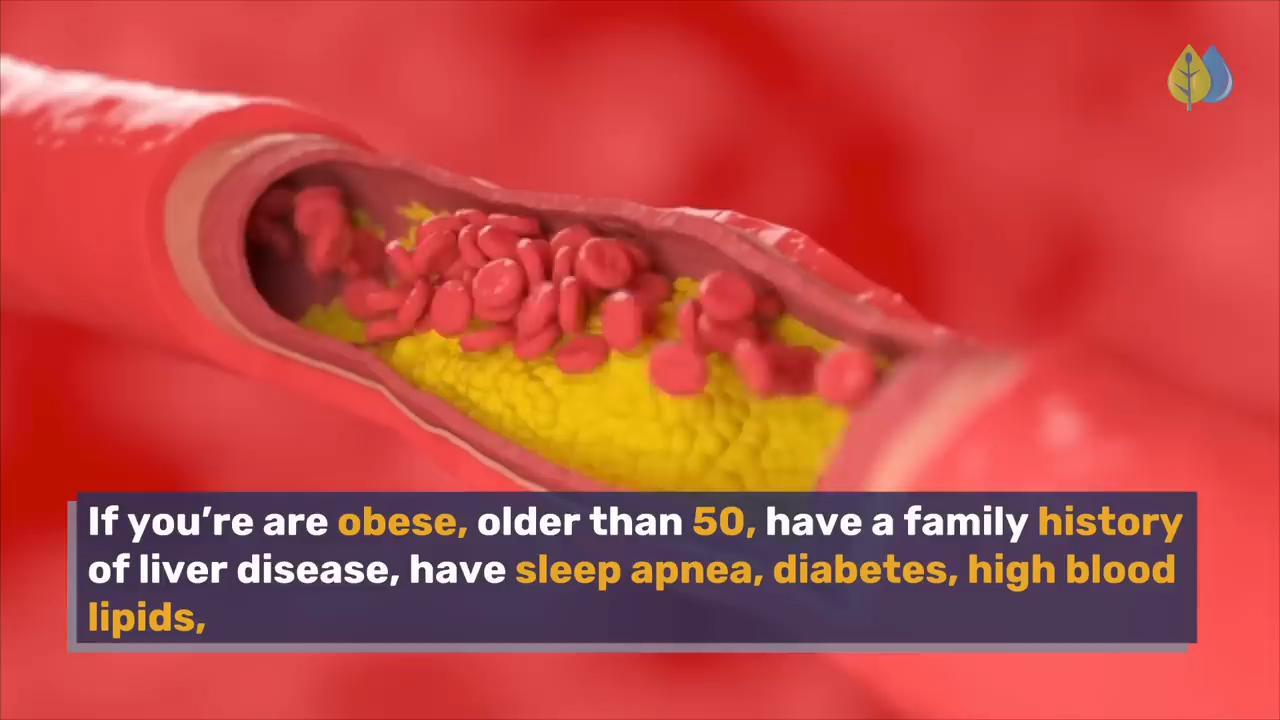 If you’re are obese, older than 50, have a family history
of liver disease, have sleep apnea, diabetes, high blood
lipids,